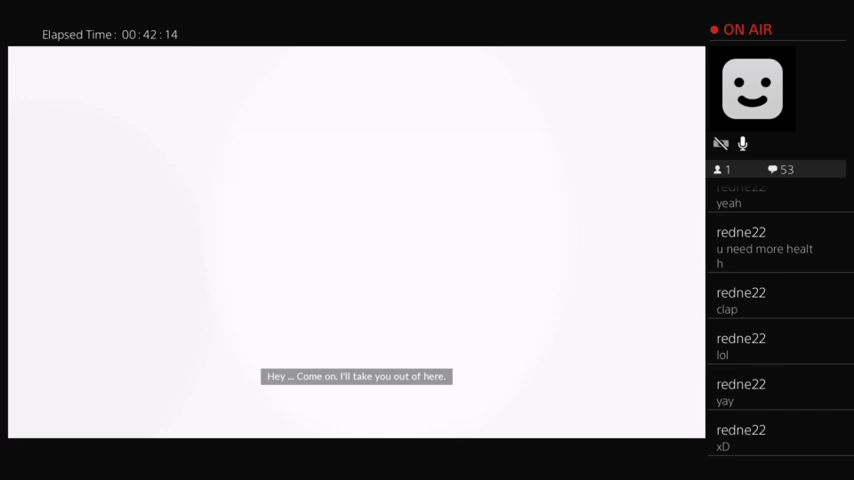 Elapsed Time: 00:42:14
ON AIR
1 53
redne22
yeah
redne22
u need more healt
h
redne22
clap
redne22
lol
redne22
yay
redne22
xD
Hey ... Come on. I'll take you out of here.